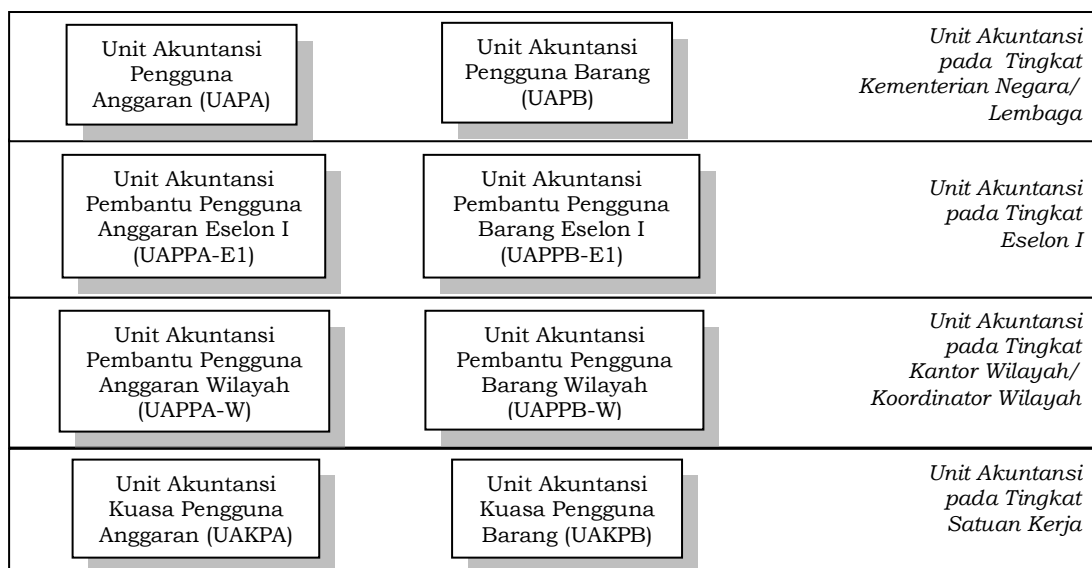 Unit Akuntansi
Pengguna
Anggaran (UAPA)
Unit Akuntansi
Pengguna Barang
(UAPB)
Unit Akuntansi
pada Tingkat
Kementerian Negara/
Lembaga
Unit Akuntansi
Pembantu Pengguna
Anggaran Eselon I
(UAPPA-E1)
Unit Akuntansi
Pembantu Pengguna
Barang Eselon I
(UAPPB-E1)
Unit Akuntansi
pada Tingkat
Eselon I
Unit Akuntansi
Pembantu Pengguna
Anggaran Wilayah
(UAPPA-W)
Unit Akuntansi
Pembantu Pengguna
Barang Wilayah
(UAPPB-W)
Unit Akuntansi
pada Tingkat
Kantor Wilayah/
Koordinator Wilayah
Unit Akuntansi
Kuasa Pengguna
Anggaran (UAKPA)
Unit Akuntansi
Kuasa Pengguna
Barang (UAKPB)
Unit Akuntansi
pada Tingkat
Satuan Kerja